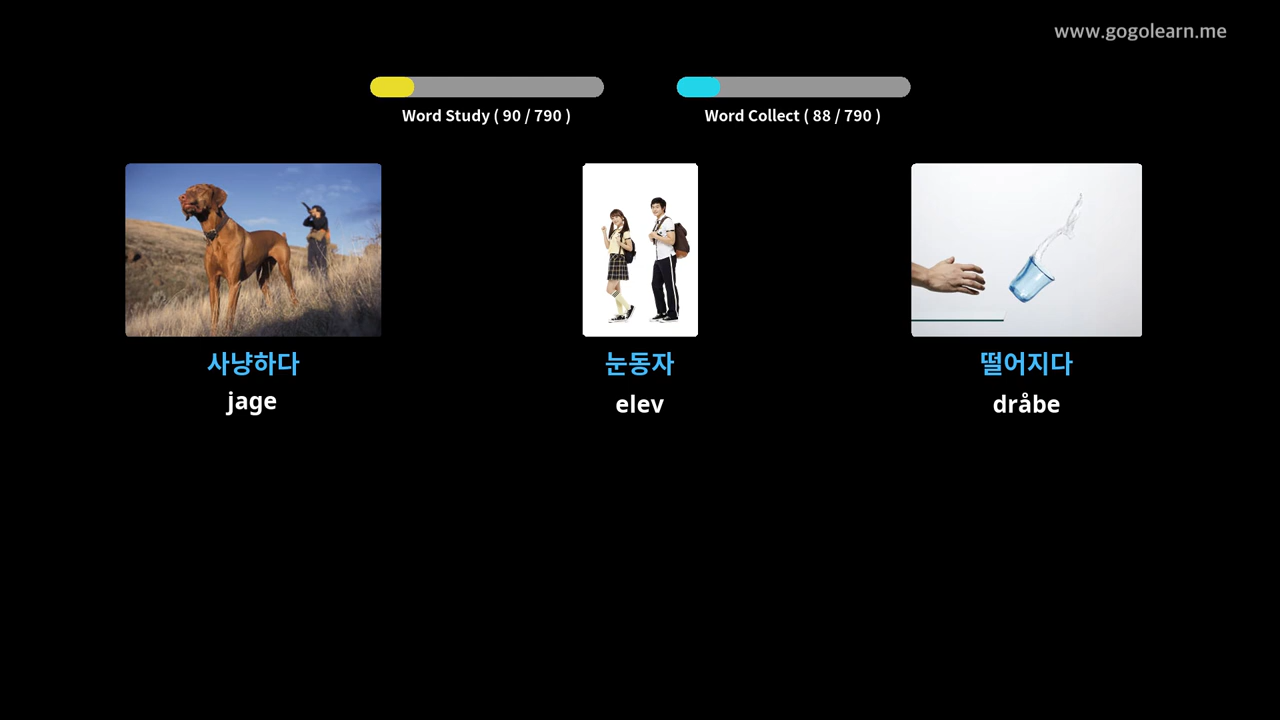 www.gogolearn.me
Word Study ( 90 / 790 )
Word Collect ( 88 / 790 )
사냥하다
눈동자
떨어지다
jage
elev
dråbe